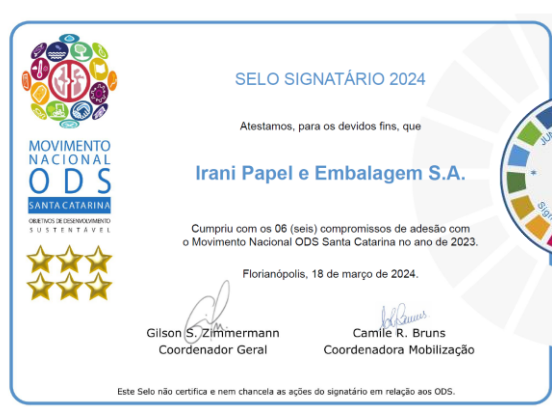 SELO SIGNATÁRIO 2024
Atestamos, para os devidos fins, que
Irani Papel e Embalagem S.A.
Cumpriu com os 06 (seis) compromissos de adesão com
o Movimento Nacional ODS Santa Catarina no ano de 2023.
Florianópolis, 18 de março de 2024.
MOVIMENTO
NACIONAL
ODS
SANTA CATARINA
OBJETIVOS DE DESENVOLVIMENTO
SUSTENTÁVEL
Gilson S. Zimmermann
Coordenador Geral
Camile R. Bruns
Coordenadora Mobilização
Este Selo não certifica e nem chancela as ações do signatário em relação aos ODS.